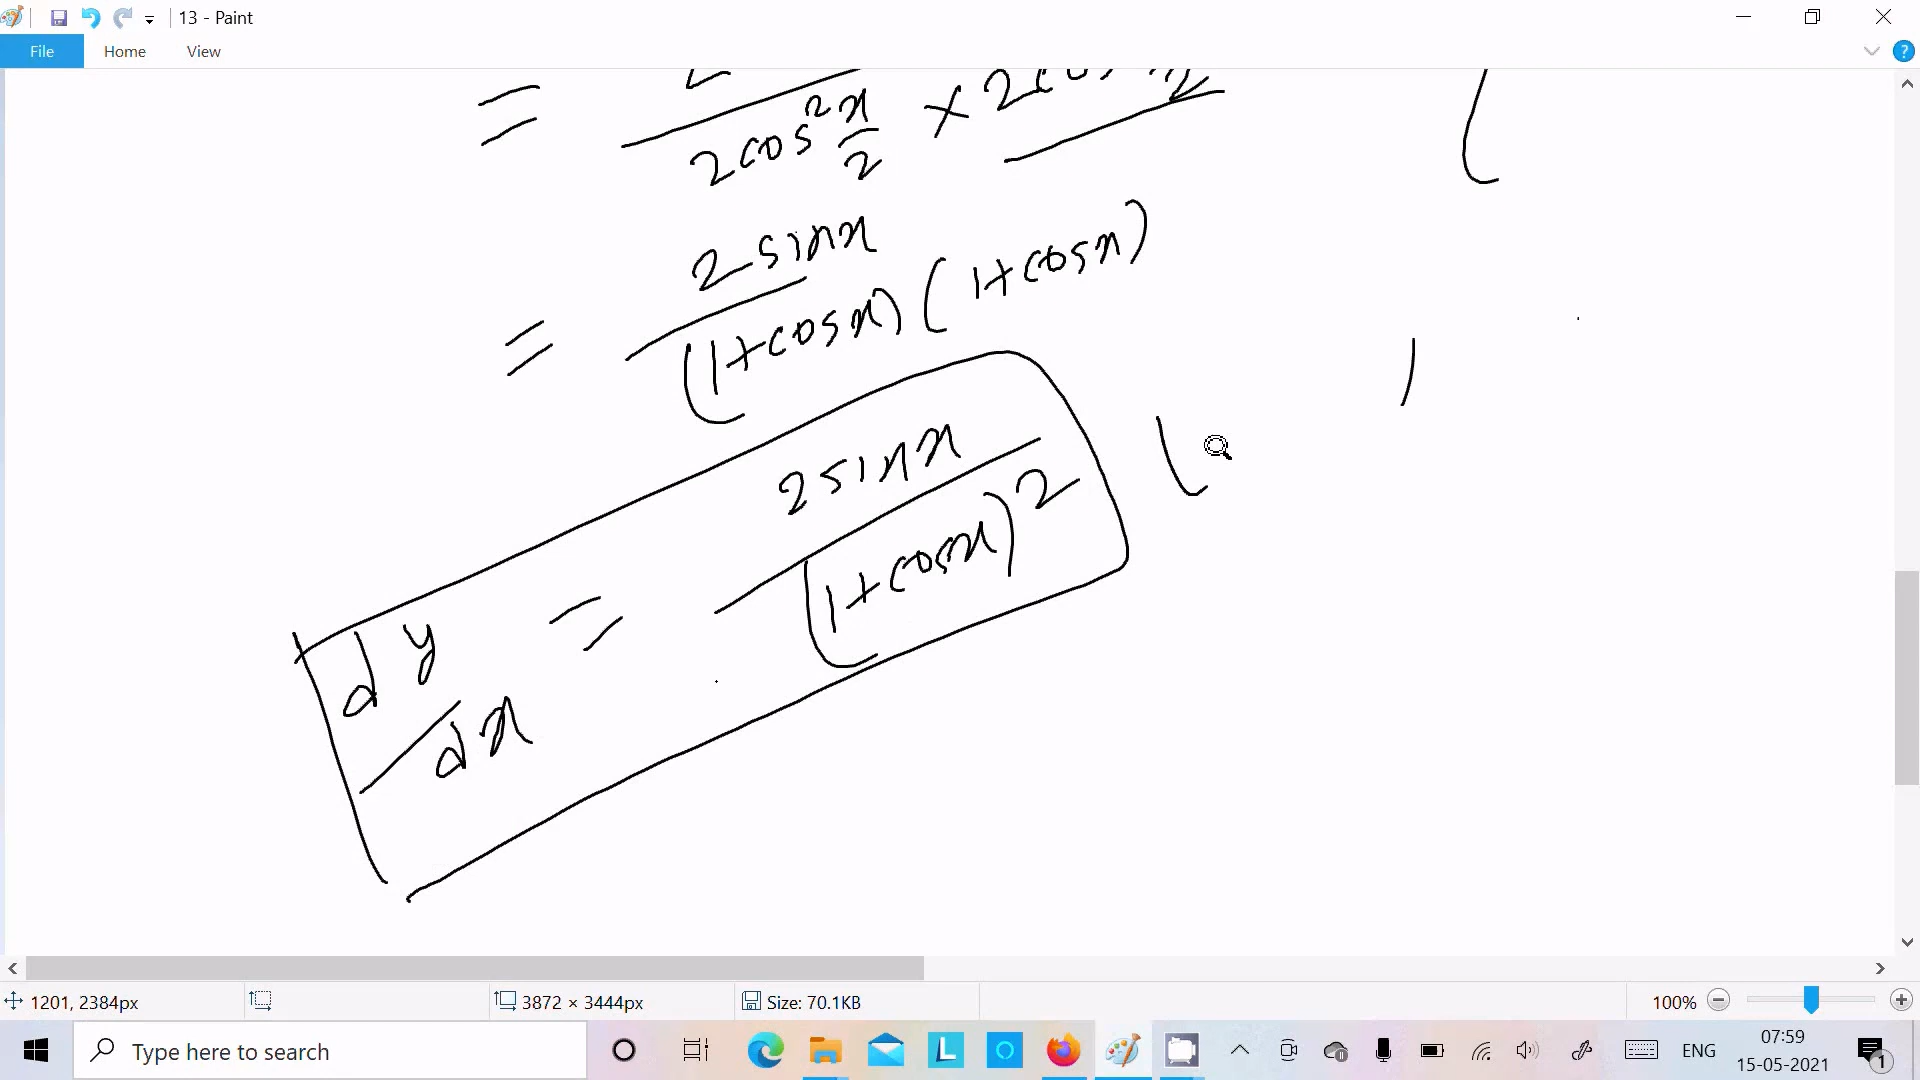 13 - Paint
File Home View
= 2cos²x/2 ×
= 2sinx / (1+cosx)(1+cosx)
dy/dx = 2sinx / (1+cosx)2
1201, 2384px 3872 × 3444px Size: 70.1KB 100%
Type here to search
ENG 07:59
15-05-2021
1